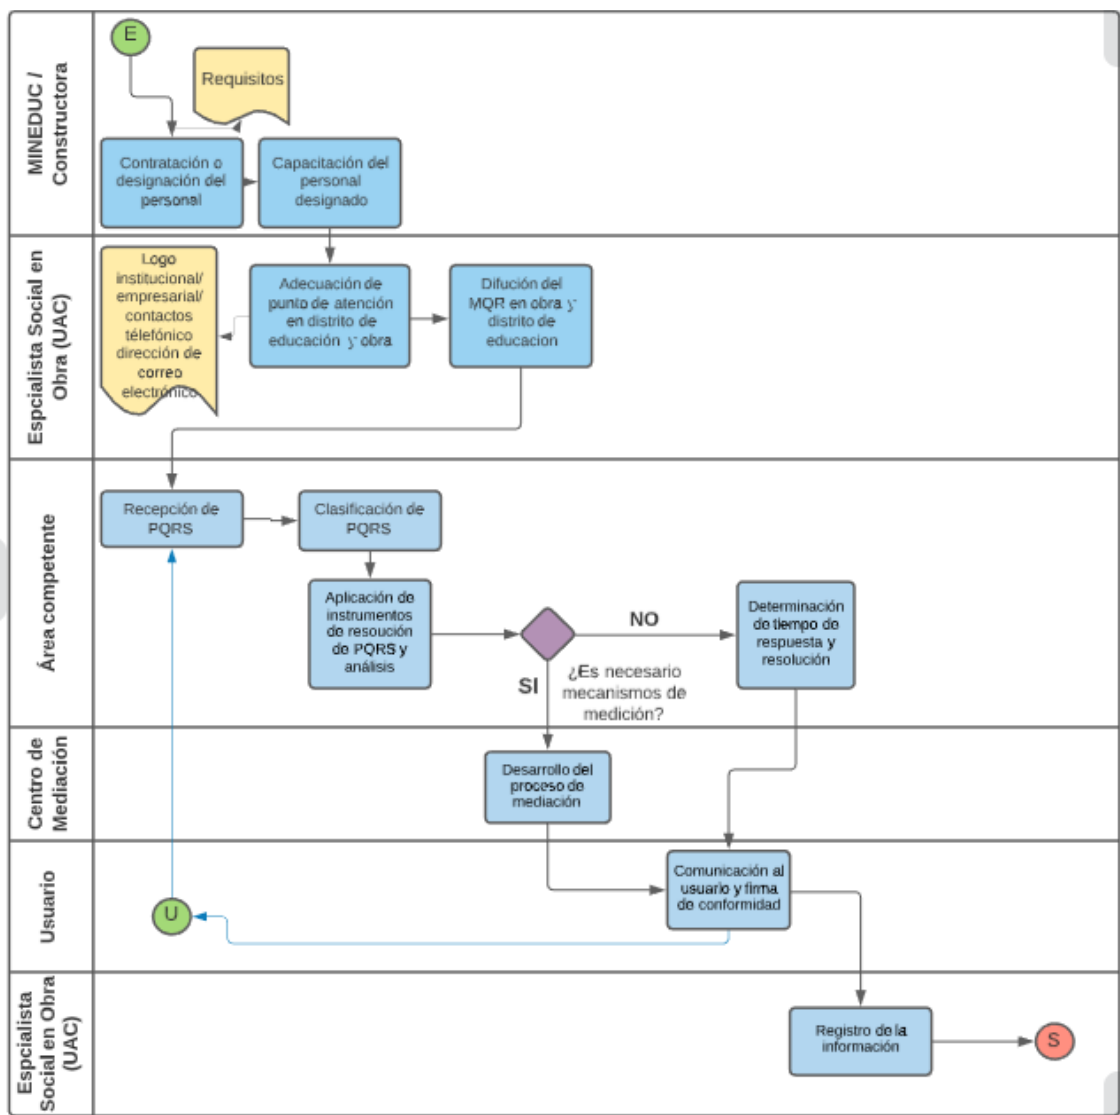 MINEDUC /
Constructora
E
Requisitos
Contratación o
designación del
personal
Capacitación del
personal
designado
Espcialista Social en
Obra (UAC)
Logo
institucional/
empresarial/
contactos
télefónico
dirección de
correo
electrónico
Adecuación de
punto de atención
en distrito de
educación y obra
Difución del
MQR en obra y
distrito de
educacion
Área competente
Recepción de
PQRS
Clasificación de
PQRS
Aplicación de
instrumentos
de resoución
de PQRS y
análisis
NO
SI
¿Es necesario
mecanismos de
medición?
Determinación
de tiempo de
respuesta y
resolución
Centro de
Mediación
Desarrollo del
proceso de
mediación
Usuario
U
Comunicación al
usuario y firma
de conformidad
Espcialista
Social en Obra
(UAC)
Registro de la
información
S